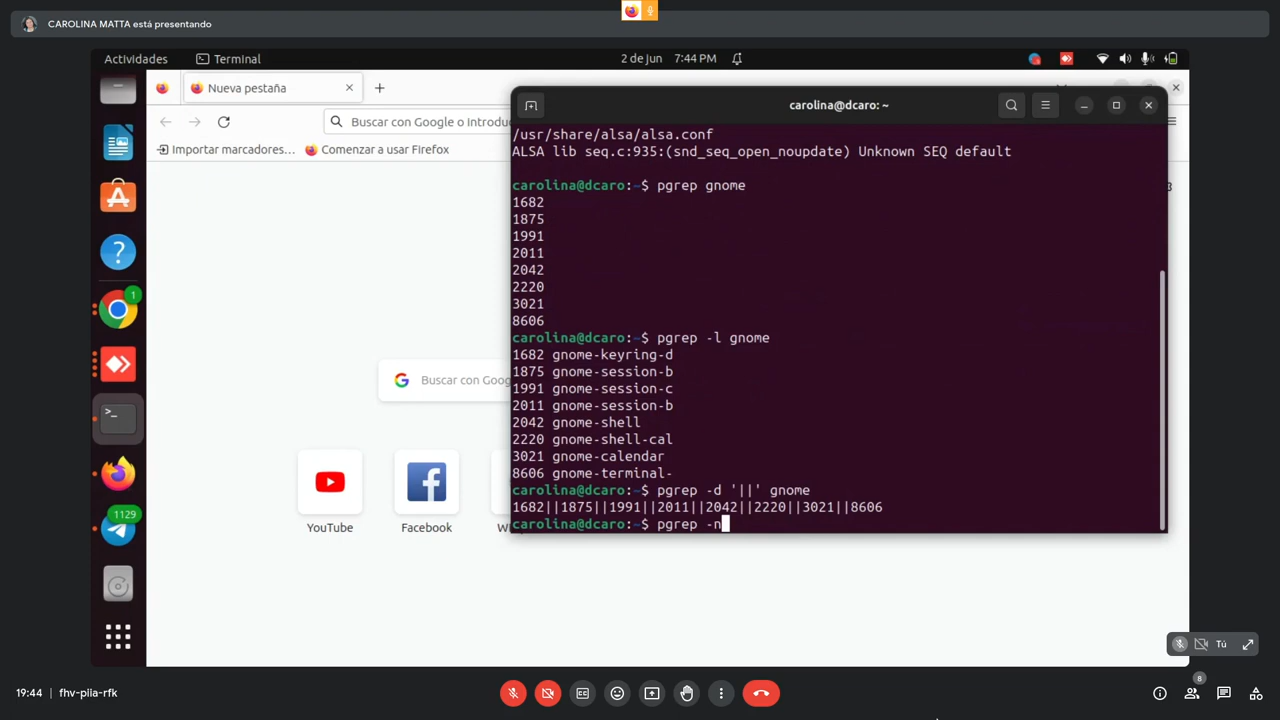 CAROLINA MATTA está presentando
Actividades
Terminal
2 de jun 7:44 PM
Nueva pestaña
Buscar con Google o Introdu
Importar marcadores...
Comenzar a usar Firefox
carolina@dcaro: ~
/usr/share/alsa/alsa.conf
ALSA lib seq.c:935:(snd_seq_open_noupdate) Unknown SEQ default
carolina@dcaro:~$ pgrep gnome
1682
1875
1991
2011
2042
2220
3021
8606
carolina@dcaro:~$ pgrep -l gnome
1682 gnome-keyring-d
1875 gnome-session-b
1991 gnome-session-c
2011 gnome-session-b
2042 gnome-shell
2220 gnome-shell-cal
3021 gnome-calendar
8606 gnome-terminal-
carolina@dcaro:~$ pgrep -d '||' gnome
1682||1875||1991||2011||2042||2220||3021||8606
carolina@dcaro:~$ pgrep -n
Buscar con Goog
YouTube
Facebook
1
1129
Tú
19:44 | fhv-pila-rfk
8